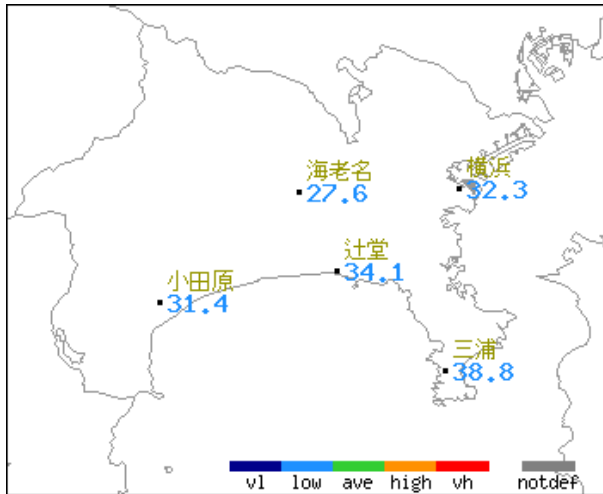 海老名
27.6
横浜
32.3
辻堂
34.1
小田原
31.4
三浦
38.8
vl low ave high vh notdef